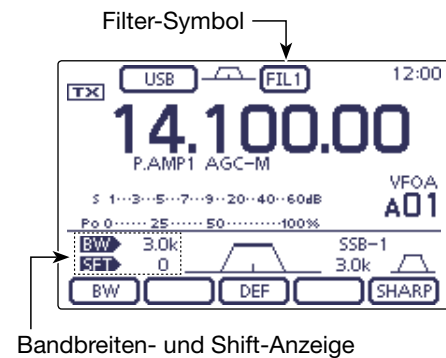 Filter-Symbol
USB FIL1 12:00
TX
14.100.00
P.AMP1 AGC-M
VFOA
S 1···3···5···7···9··20··40··60dB
A01
Po 0······25······50·········100%
BW 3.0k SSB-1
SFT 0 3.0k
BW DEF SHARP
Bandbreiten- und Shift-Anzeige